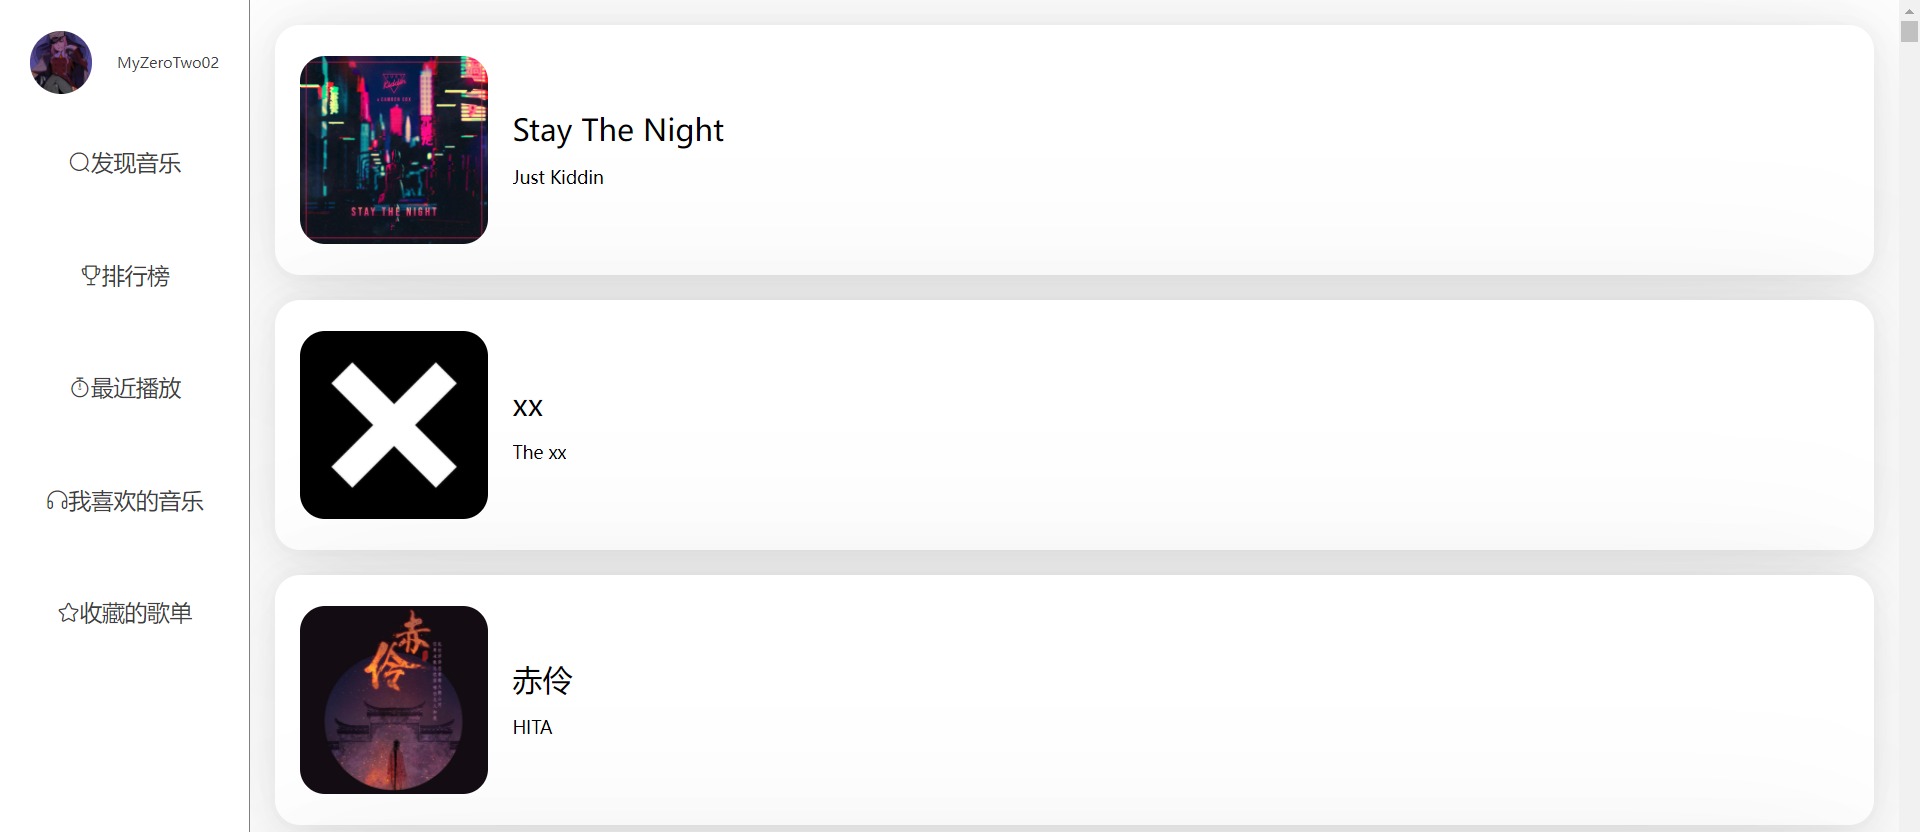 MyZeroTwo02
发现音乐
排行榜
最近播放
我喜欢的音乐
收藏的歌单
STAY THE NIGHT
Stay The Night
Just Kiddin
xx
The xx
赤伶
赤伶
HITA